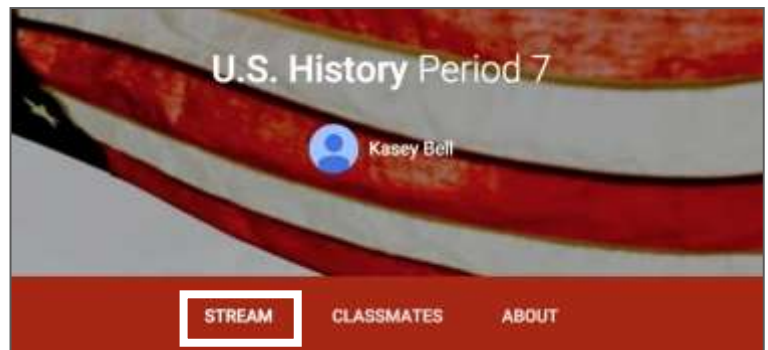 U.S. History Period 7
Kasey Bell
STREAM CLASSMATES ABOUT